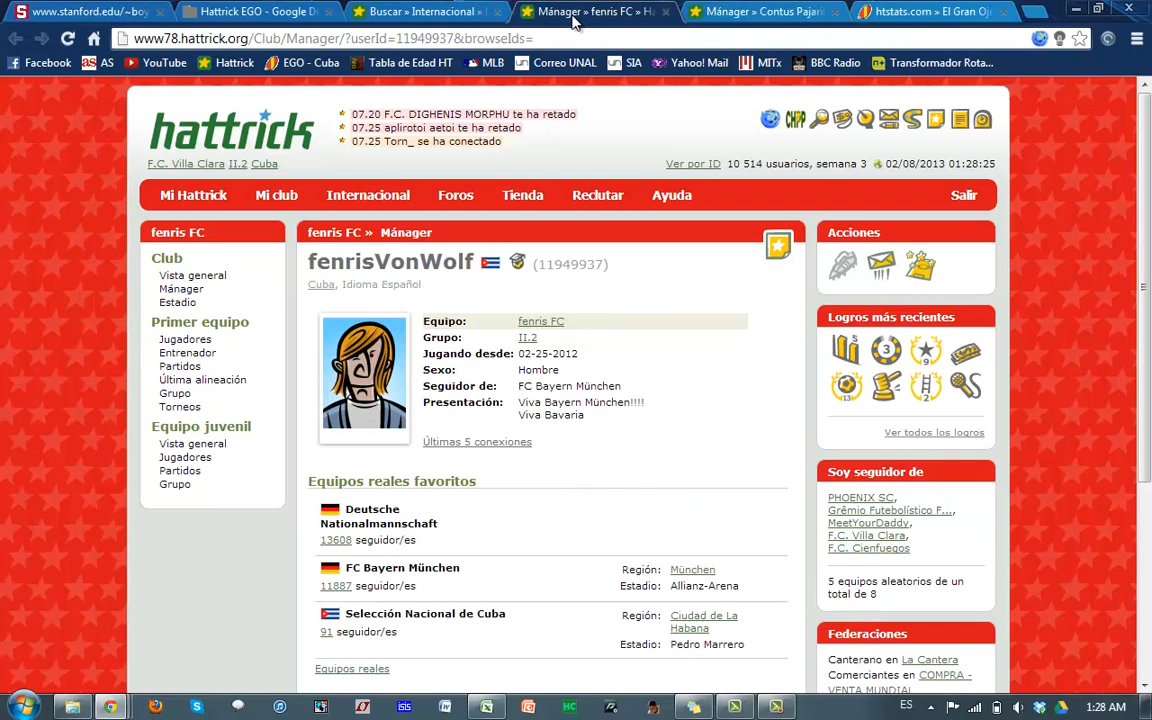 www.stanford.edu/~boy
Hattrick EGO - Google D
Buscar » Internacional »
Mánager » fenris FC » Ha
Mánager » Contus Pajarit
htstats.com » El Gran Oj
www78.hattrick.org/Club/Manager/?userId=11949937&browseIds=
Facebook AS YouTube Hattrick EGO - Cuba Tabla de Edad HT MLB Correo UNAL SIA Yahoo! Mail MITx BBC Radio Transformador Rota...
hattrick
07.20 F.C. DIGHENIS MORPHU te ha retado
07.25 aplirotoi aetoi te ha retado
07.25 Torn_ se ha conectado
CHPP
F.C. Villa Clara II.2 Cuba
Ver por ID 10 514 usuarios, semana 3 02/08/2013 01:28:25
Mi Hattrick Mi club Internacional Foros Tienda Reclutar Ayuda Salir
fenris FC
Club
Vista general
Mánager
Estadio
Primer equipo
Jugadores
Entrenador
Partidos
Última alineación
Grupo
Torneos
Equipo juvenil
Vista general
Jugadores
Partidos
Grupo
fenris FC » Mánager
fenrisVonWolf (11949937)
Cuba, Idioma Español
Equipo: fenris FC
Grupo: II.2
Jugando desde: 02-25-2012
Sexo: Hombre
Seguidor de: FC Bayern München
Presentación: Viva Bayern München!!!!
Viva Bavaria
Últimas 5 conexiones
Equipos reales favoritos
Deutsche
Nationalmannschaft
13608 seguidor/es
FC Bayern München Región: München
11887 seguidor/es Estadio: Allianz-Arena
Selección Nacional de Cuba Región: Ciudad de La
Habana
91 seguidor/es
Estadio: Pedro Marrero
Equipos reales
Acciones
Logros más recientes
5 3 9
13 2
Ver todos los logros
Soy seguidor de
PHOENIX SC,
Grêmio Futebolístico F...,
MeetYourDaddy,
F.C. Villa Clara,
F.C. Cienfuegos
5 equipos aleatorios de un
total de 8
Federaciones
Canterano en La Cantera
Comerciantes en COMPRA -
VENTA MUNDIAL
ES 1:28 AM